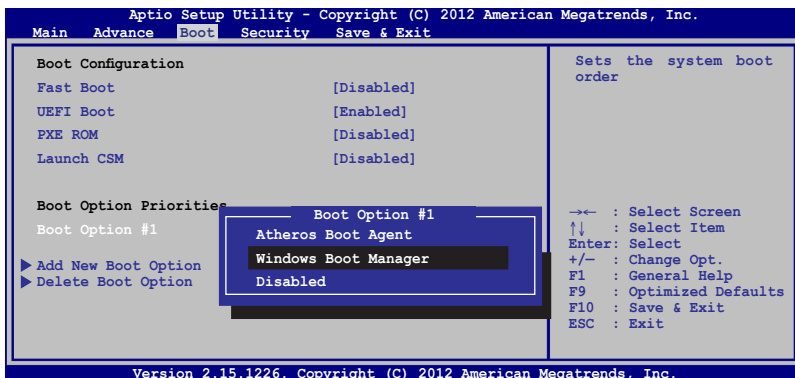 Aptio Setup Utility - Copyright (C) 2012 American Megatrends, Inc.
Main Advance Boot Security Save & Exit
Boot Configuration
Fast Boot [Disabled]
UEFI Boot [Enabled]
PXE ROM [Disabled]
Launch CSM [Disabled]
Boot Option Priorities
Boot Option #1
Add New Boot Option
Delete Boot Option
Boot Option #1
Atheros Boot Agent
Windows Boot Manager
Disabled
Sets the system boot
order
→← : Select Screen
↑↓ : Select Item
Enter: Select
+/— : Change Opt.
F1 : General Help
F9 : Optimized Defaults
F10 : Save & Exit
ESC : Exit
Version 2.15.1226. Copyright (C) 2012 American Megatrends, Inc.